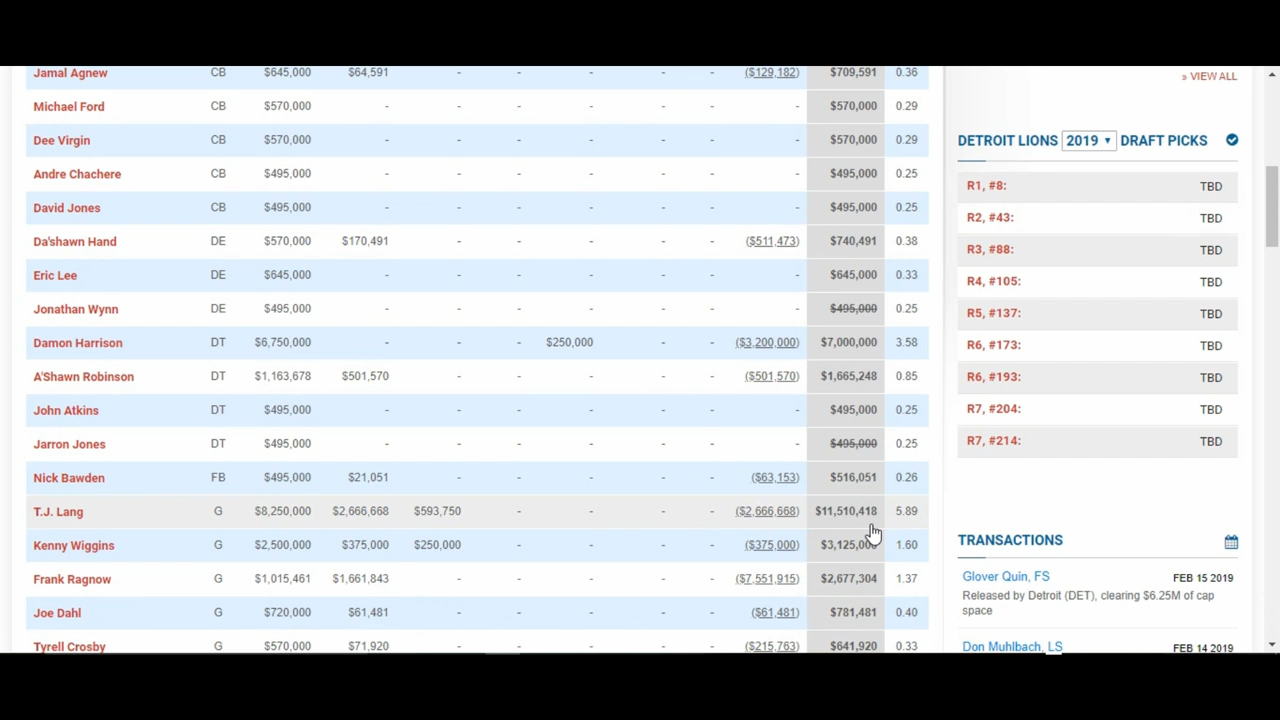 Jamal Agnew CB $645,000 $64,591 - - - - - ($129,182) $709,591 0.36
Michael Ford CB $570,000 - - - - - - - $570,000 0.29
Dee Virgin CB $570,000 - - - - - - - $570,000 0.29
Andre Chachere CB $495,000 - - - - - - - $495,000 0.25
David Jones CB $495,000 - - - - - - - $495,000 0.25
Da'shawn Hand DE $570,000 $170,491 - - - - - ($511,473) $740,491 0.38
Eric Lee DE $645,000 - - - - - - - $645,000 0.33
Jonathan Wynn DE $495,000 - - - - - - - $495,000 0.25
Damon Harrison DT $6,750,000 - - - $250,000 - - ($3,200,000) $7,000,000 3.58
A'Shawn Robinson DT $1,163,678 $501,570 - - - - - ($501,570) $1,665,248 0.85
John Atkins DT $495,000 - - - - - - - $495,000 0.25
Jarron Jones DT $495,000 - - - - - - - $495,000 0.25
Nick Bawden FB $495,000 $21,051 - - - - - ($63,153) $516,051 0.26
T.J. Lang G $8,250,000 $2,666,668 $593,750 - - - - ($2,666,668) $11,510,418 5.89
Kenny Wiggins G $2,500,000 $375,000 $250,000 - - - - ($375,000) $3,125,000 1.60
Frank Ragnow G $1,015,461 $1,661,843 - - - - - ($7,551,915) $2,677,304 1.37
Joe Dahl G $720,000 $61,481 - - - - - ($61,481) $781,481 0.40
Tyrell Crosby G $570,000 $71,920 - - - - - ($215,763) $641,920 0.33
» VIEW ALL
DETROIT LIONS 2019 DRAFT PICKS
R1, #8: TBD
R2, #43: TBD
R3, #88: TBD
R4, #105: TBD
R5, #137: TBD
R6, #173: TBD
R6, #193: TBD
R7, #204: TBD
R7, #214: TBD
TRANSACTIONS
Glover Quin, FS FEB 15 2019
Released by Detroit (DET), clearing $6.25M of cap
space
Don Muhlbach, LS FEB 14 2019